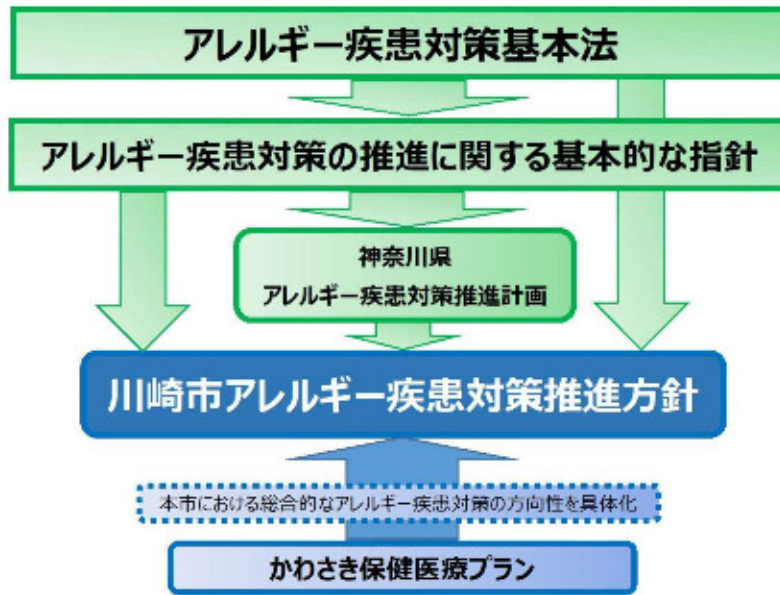 アレルギー疾患対策基本法
アレルギー疾患対策の推進に関する基本的な指針
神奈川県
アレルギー疾患対策推進計画
川崎市アレルギー疾患対策推進方針
本市における総合的なアレルギー疾患対策の方向性を具体化
かわさき保健医療プラン